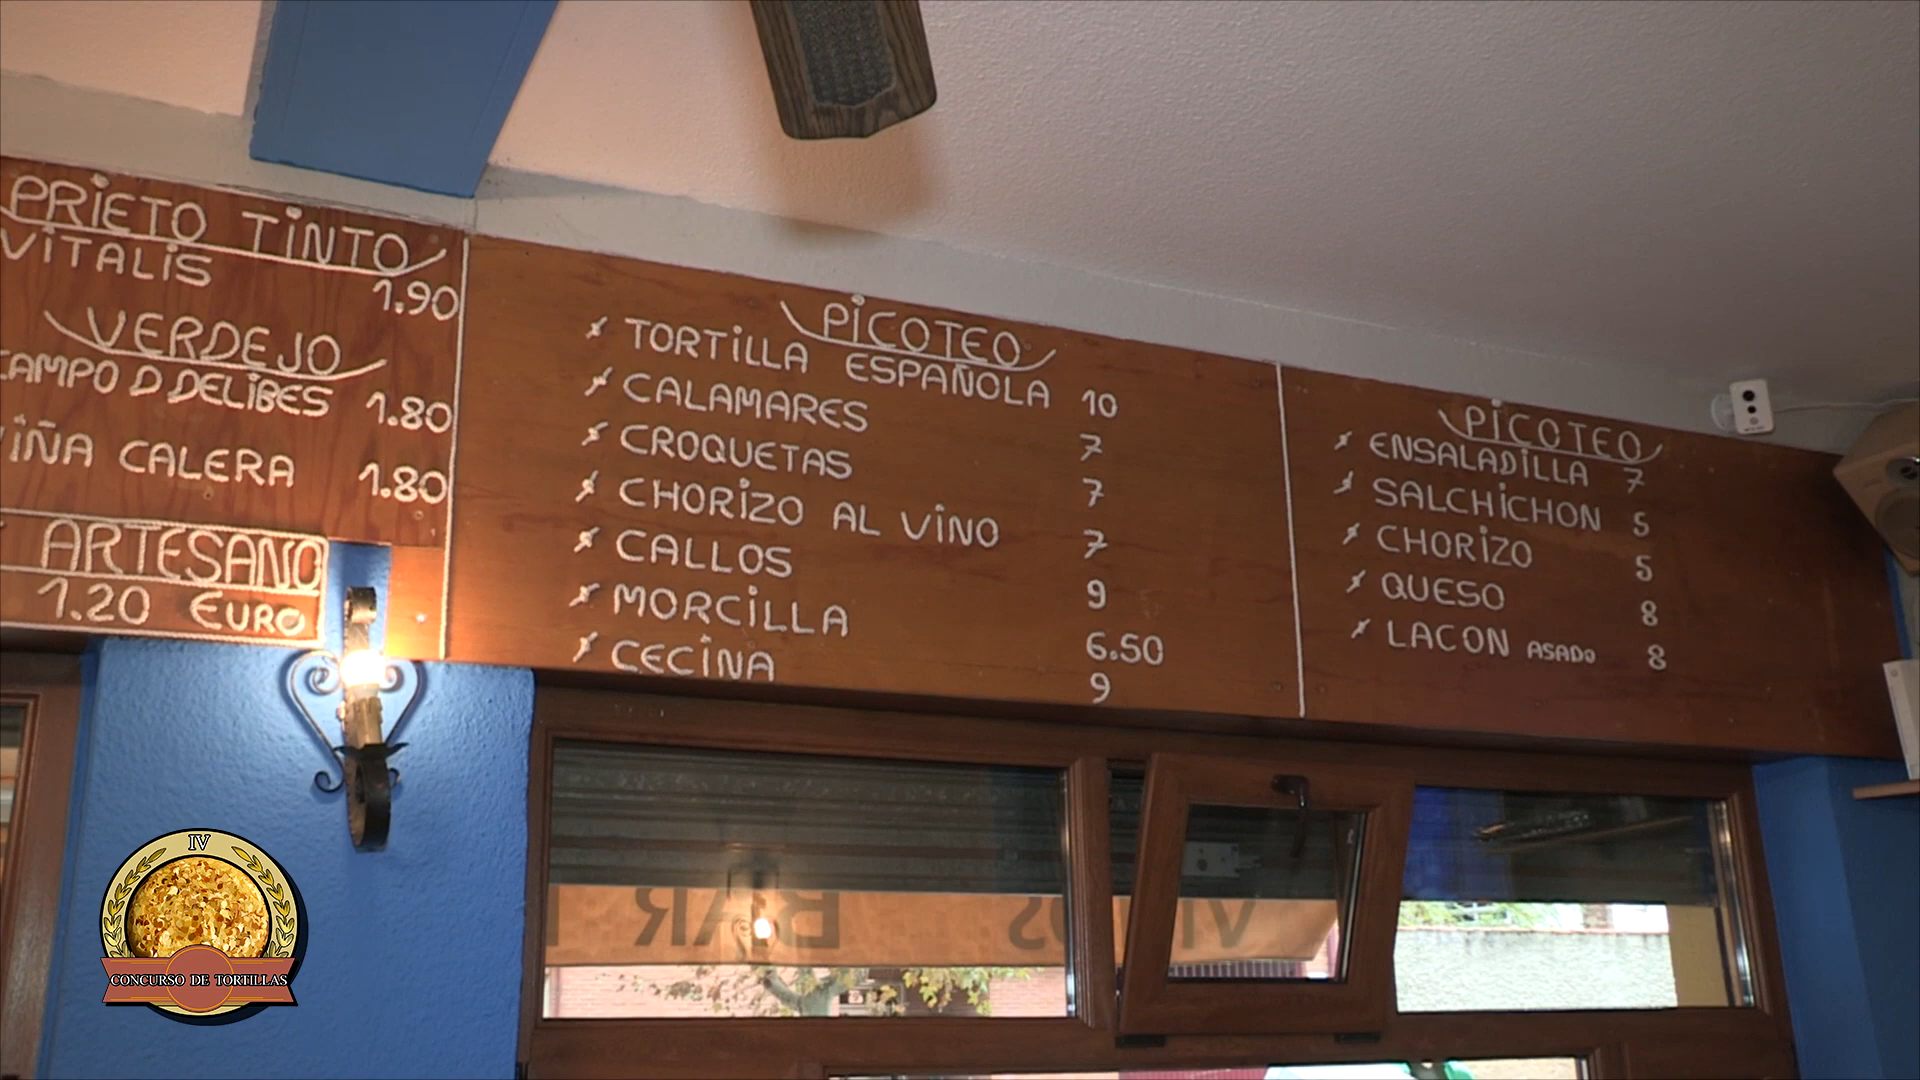 PRiETO TiNTO
ViTALiS 1.90
VERDEJO
CAMPO D DELiBES 1.80
ViÑA CALERA 1.80
ARTESANO
1.20 EURO
PiCOTEO
TORTiLLA ESPAÑOLA 10
CALAMARES 7
CROQUETAS 7
CHORiZO AL ViNO 7
CALLOS 9
MORCiLLA 6.50
CECiNA 9
PiCOTEO
ENSALADiLLA 7
SALCHiCHON 5
CHORiZO 5
QUESO 8
LACON ASADO 8
VINOS BAR
IV
CONCURSO DE TORTILLAS